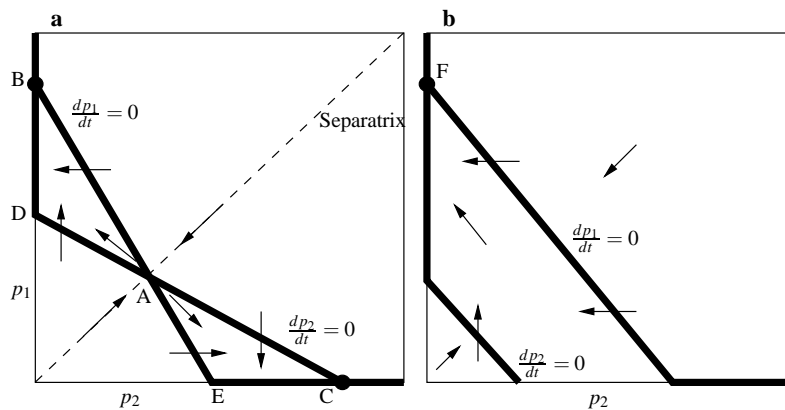 a
b
B
dp₁/dt = 0
F
Separatrix
D
dp₁/dt = 0
A
p₁
dp₂/dt = 0
dp₂/dt = 0
p₂
E
C
p₂